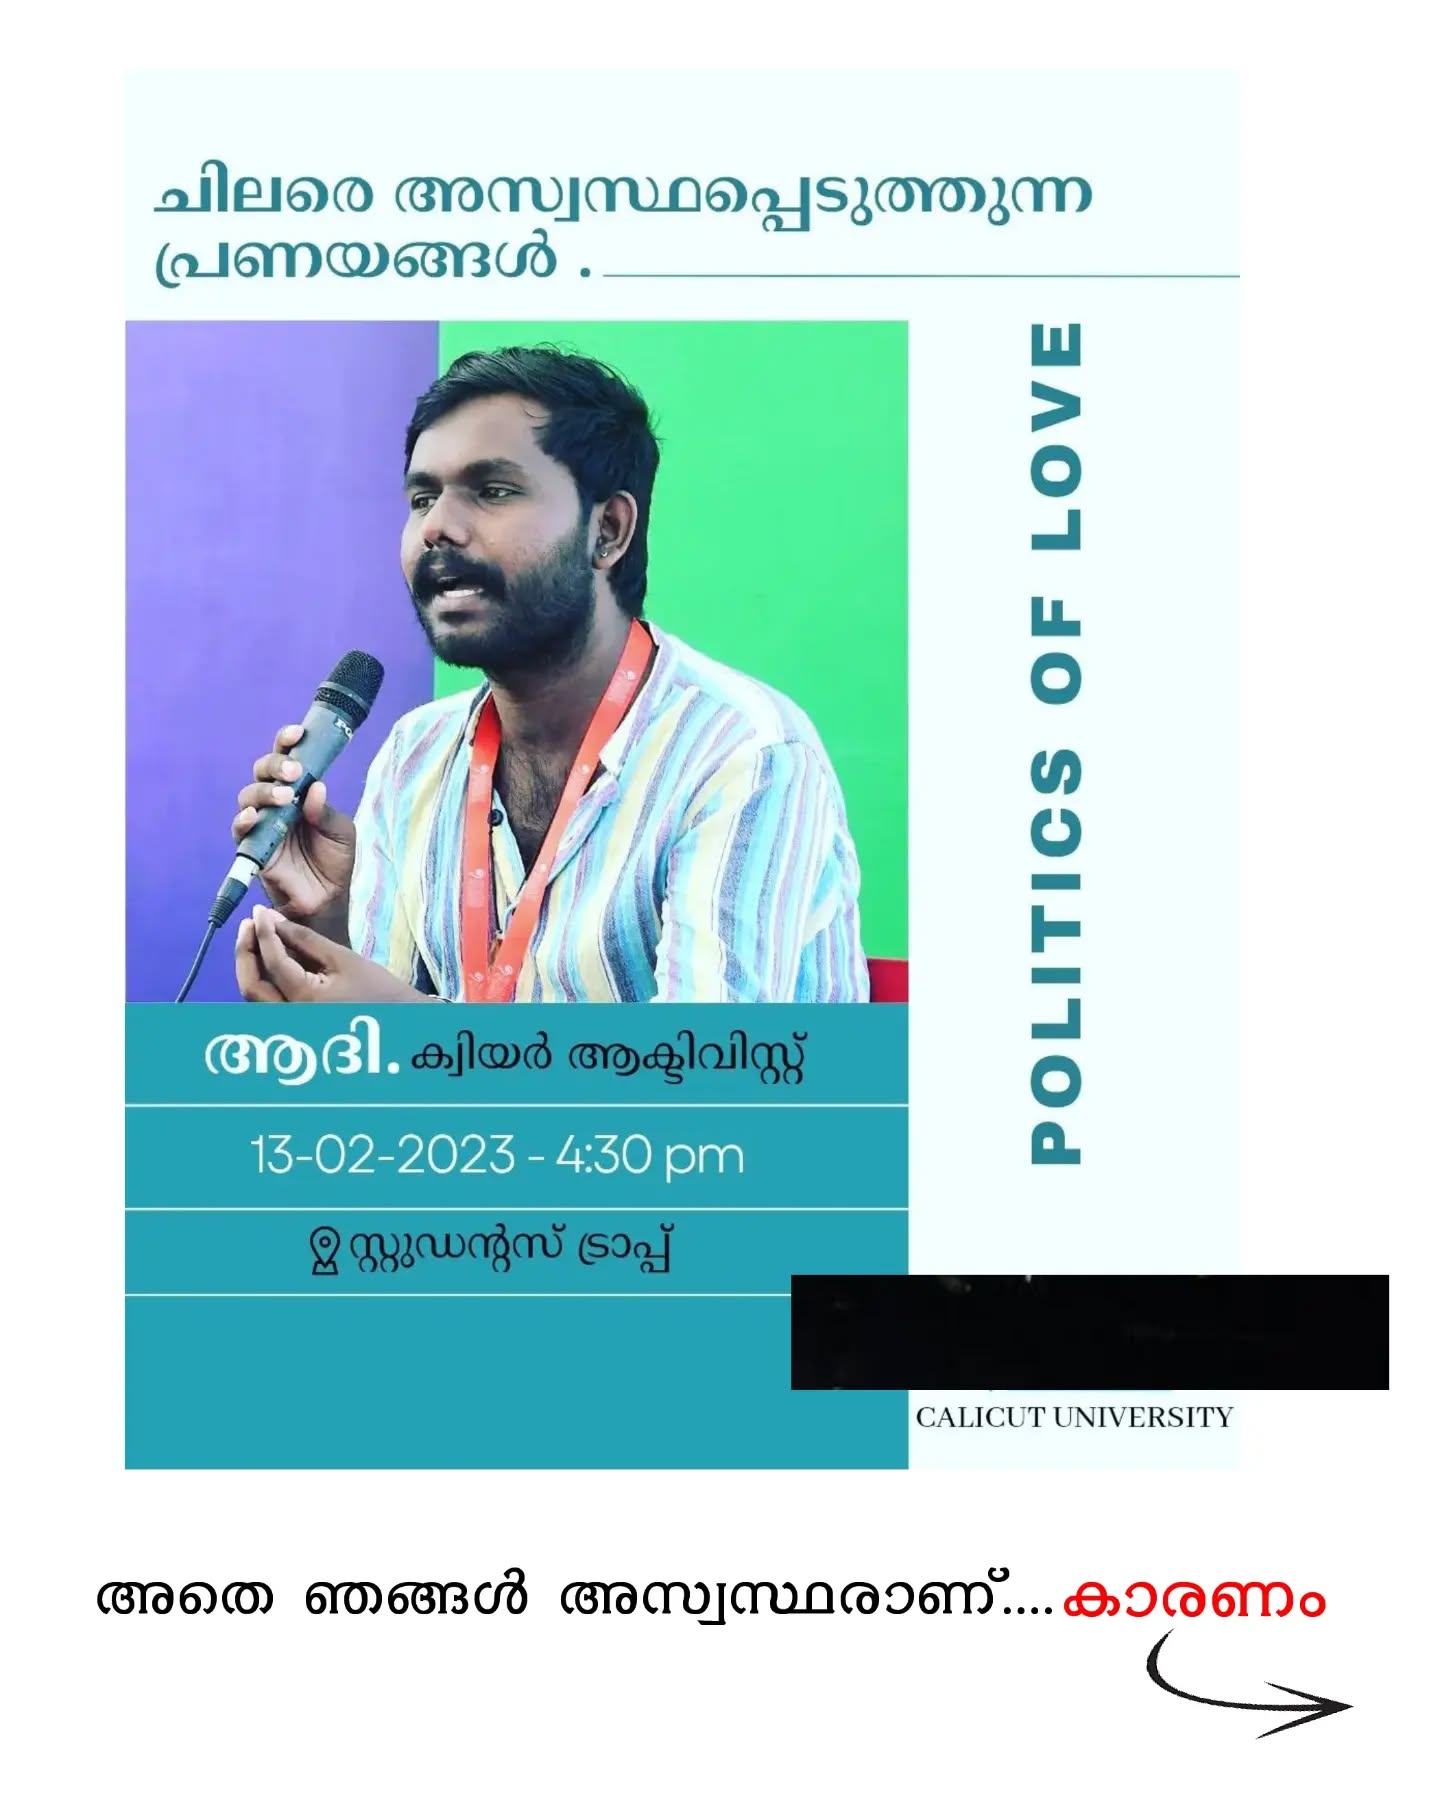 ചിലരെ അസ്വസ്ഥപ്പെടുത്തുന്ന
പ്രണയങ്ങൾ .
POLITICS OF LOVE
ആദി. ക്വിയർ ആക്ടിവിസ്റ്റ്
13-02-2023 - 4:30 pm
സ്റ്റുഡന്റസ് ട്രാപ്പ്
CALICUT UNIVERSITY
അതെ ഞങ്ങൾ അസ്വസ്ഥരാണ്....കാരണം